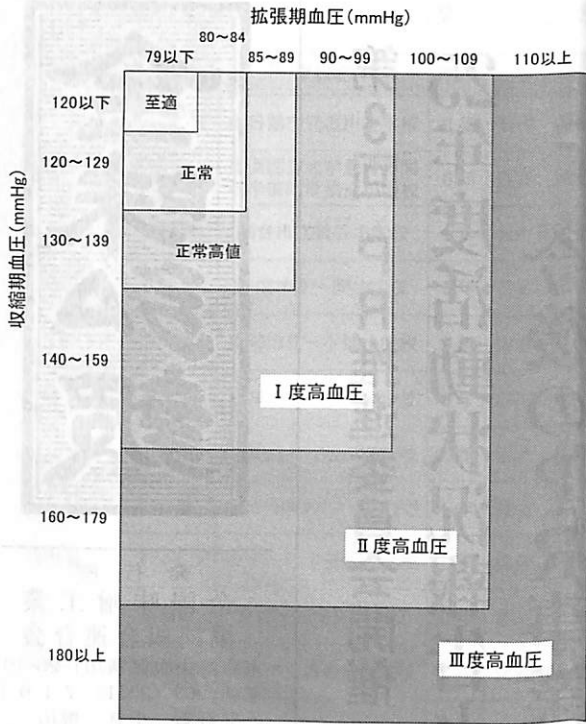 拡張期血圧(mmHg)
79以下
80~84
85~89
90~99
100~109
110以上
収縮期血圧(mmHg)
120以下
至適
120~129
正常
130~139
正常高値
140~159
I度高血圧
160~179
II度高血圧
180以上
III度高血圧